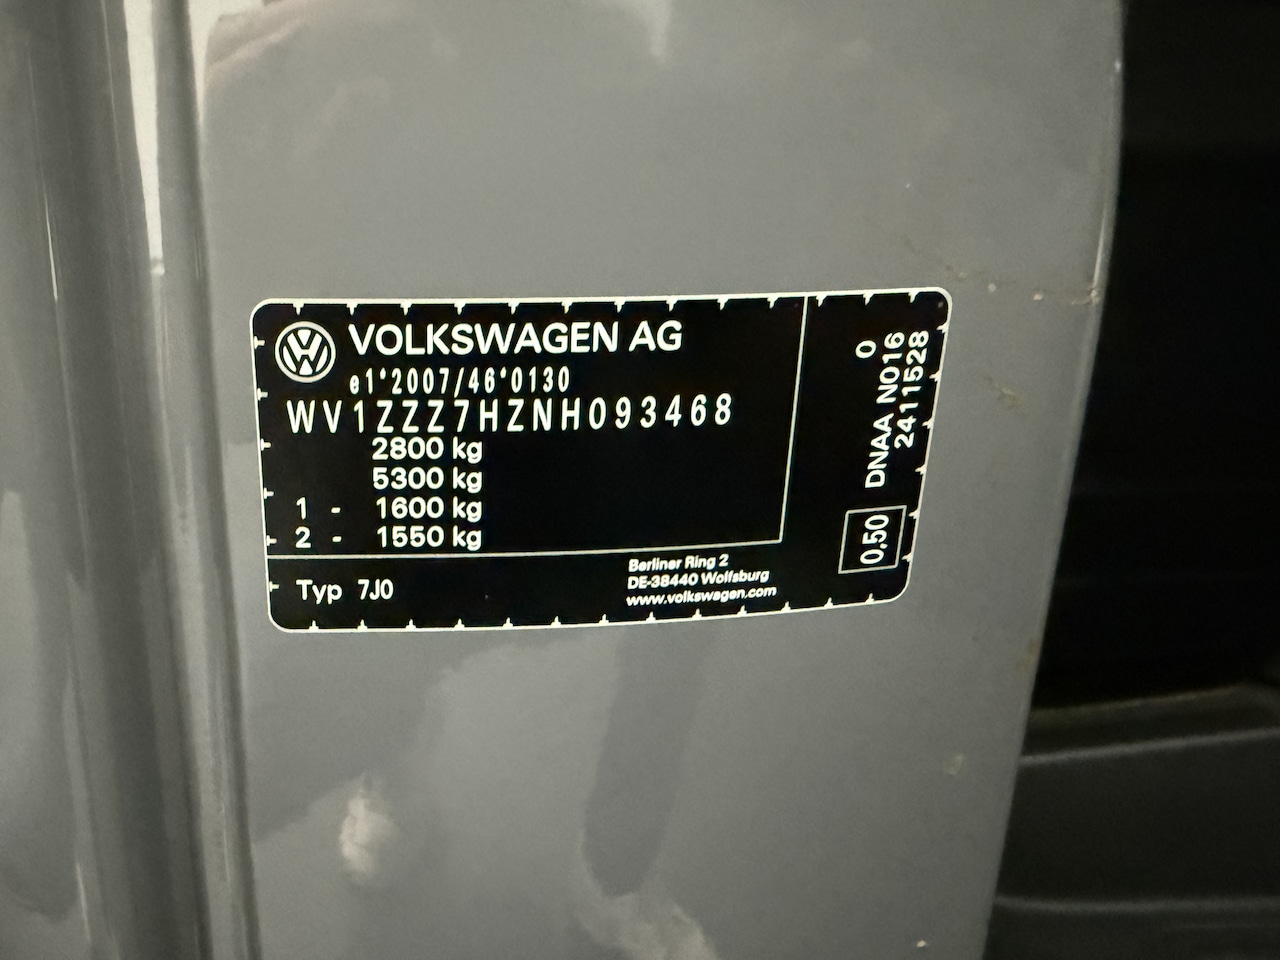 VOLKSWAGEN AG
e1*2007/46*0130
WV1ZZZ7HZNH093468
2800 kg
5300 kg
1 - 1600 kg
2 - 1550 kg
Typ 7J0
Berliner Ring 2
DE-38440 Wolfsburg
www.volkswagen.com
0
DNAA N016
2411528
0,50